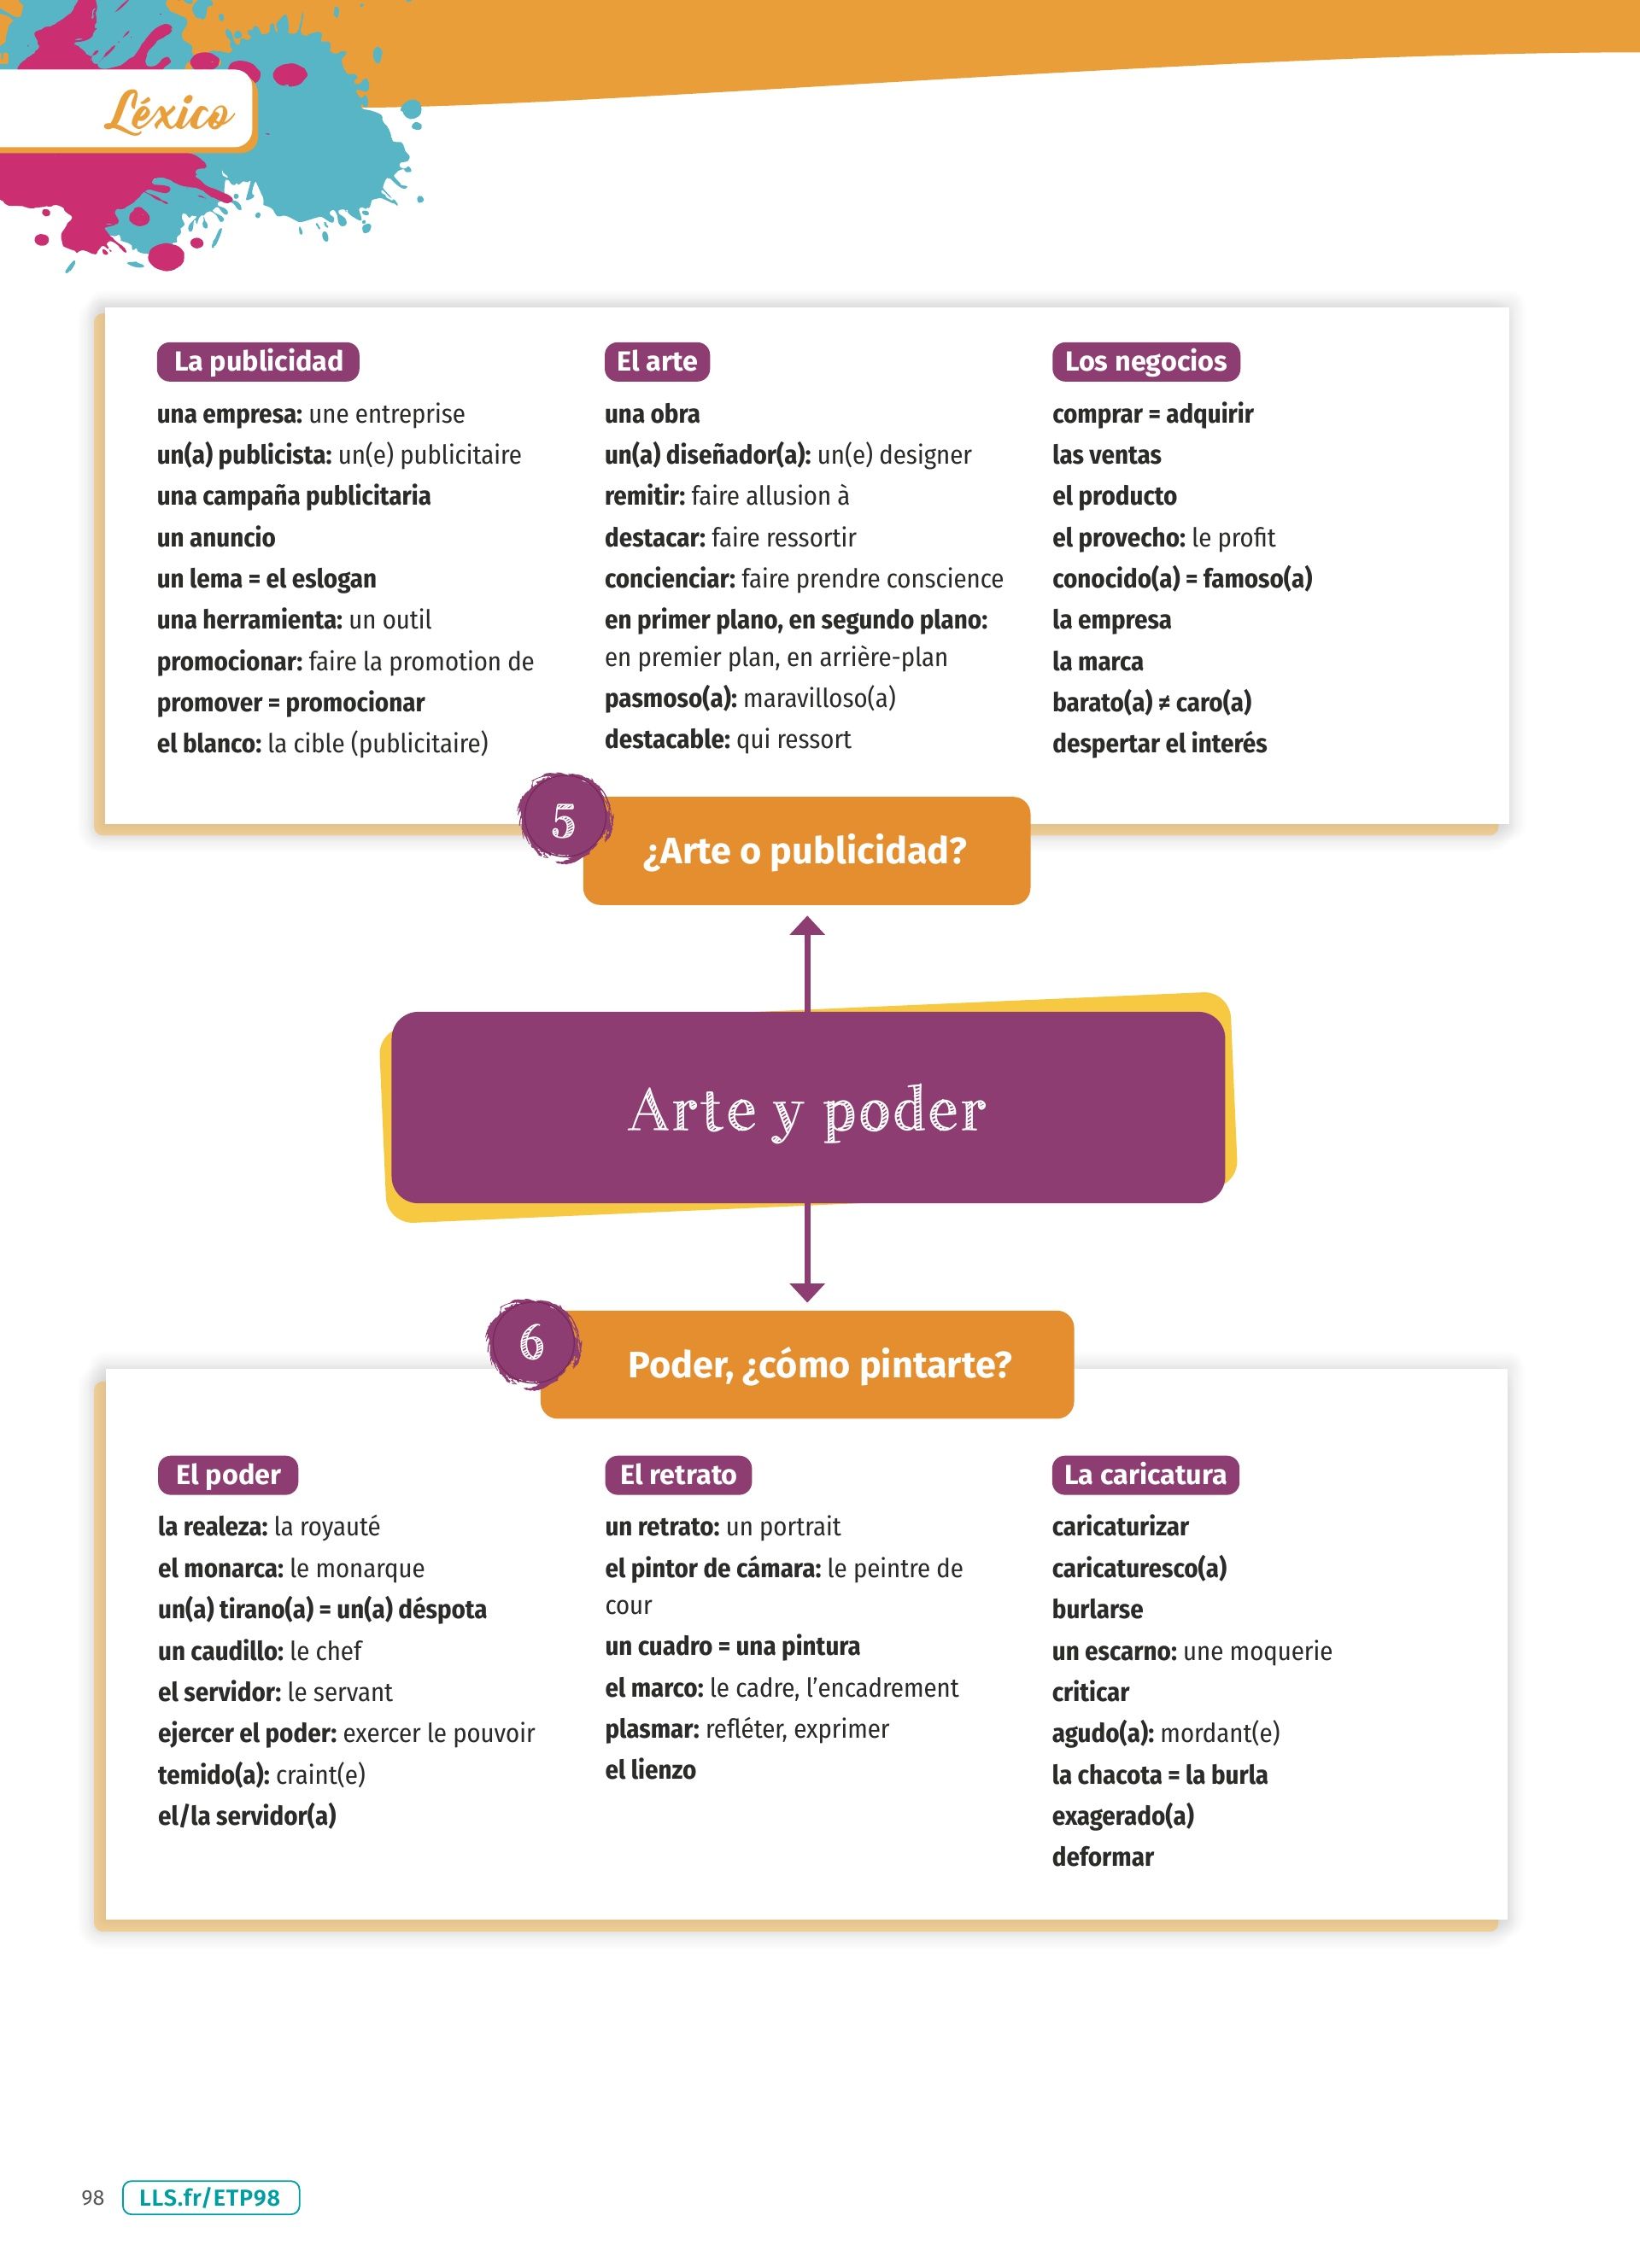 Léxico
La publicidad
una empresa: une entreprise
un(a) publicista: un(e) publicitaire
una campaña publicitaria
un anuncio
un lema = el eslogan
una herramienta: un outil
promocionar: faire la promotion de
promover = promocionar
el blanco: la cible (publicitaire)
El arte
una obra
un(a) diseñador(a): un(e) designer
remitir: faire allusion à
destacar: faire ressortir
concienciar: faire prendre conscience
en primer plano, en segundo plano:
en premier plan, en arrière-plan
pasmoso(a): maravilloso(a)
destacable: qui ressort
Los negocios
comprar = adquirir
las ventas
el producto
el provecho: le profit
conocido(a) = famoso(a)
la empresa
la marca
barato(a) ≠ caro(a)
despertar el interés
5
¿Arte o publicidad?
Arte y poder
6
Poder, ¿cómo pintarte?
El poder
la realeza: la royauté
el monarca: le monarque
un(a) tirano(a) = un(a) déspota
un caudillo: le chef
el servidor: le servant
ejercer el poder: exercer le pouvoir
temido(a): craint(e)
el/la servidor(a)
El retrato
un retrato: un portrait
el pintor de cámara: le peintre de
cour
un cuadro = una pintura
el marco: le cadre, l'encadrement
plasmar: refléter, exprimer
el lienzo
La caricatura
caricaturizar
caricaturesco(a)
burlarse
un escarno: une moquerie
criticar
agudo(a): mordant(e)
la chacota = la burla
exagerado(a)
deformar
98
LLS.fr/ETP98